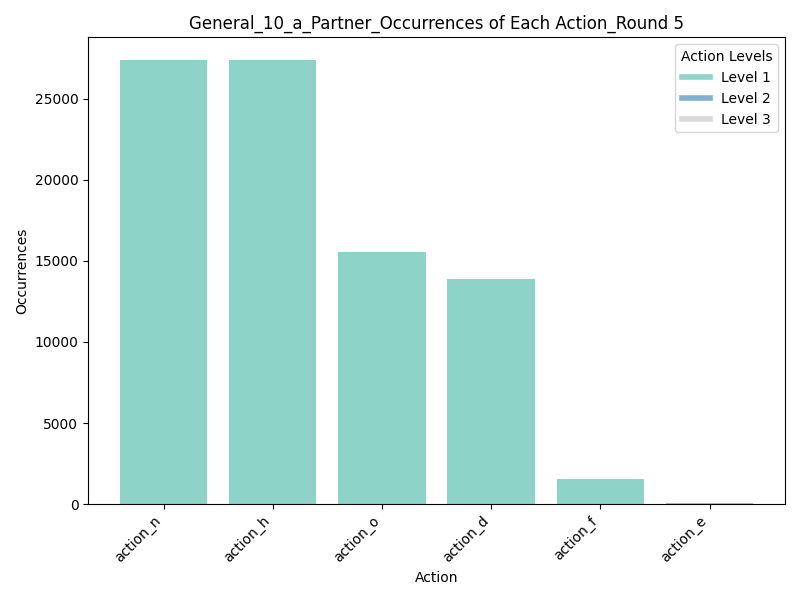 General_10_a_Partner_Occurrences of Each Action_Round 5
Action Levels
Level 1
Level 2
Level 3
Occurrences
25000
20000
15000
10000
5000
0
action_n
action_h
action_o
action_d
action_f
action_e
Action